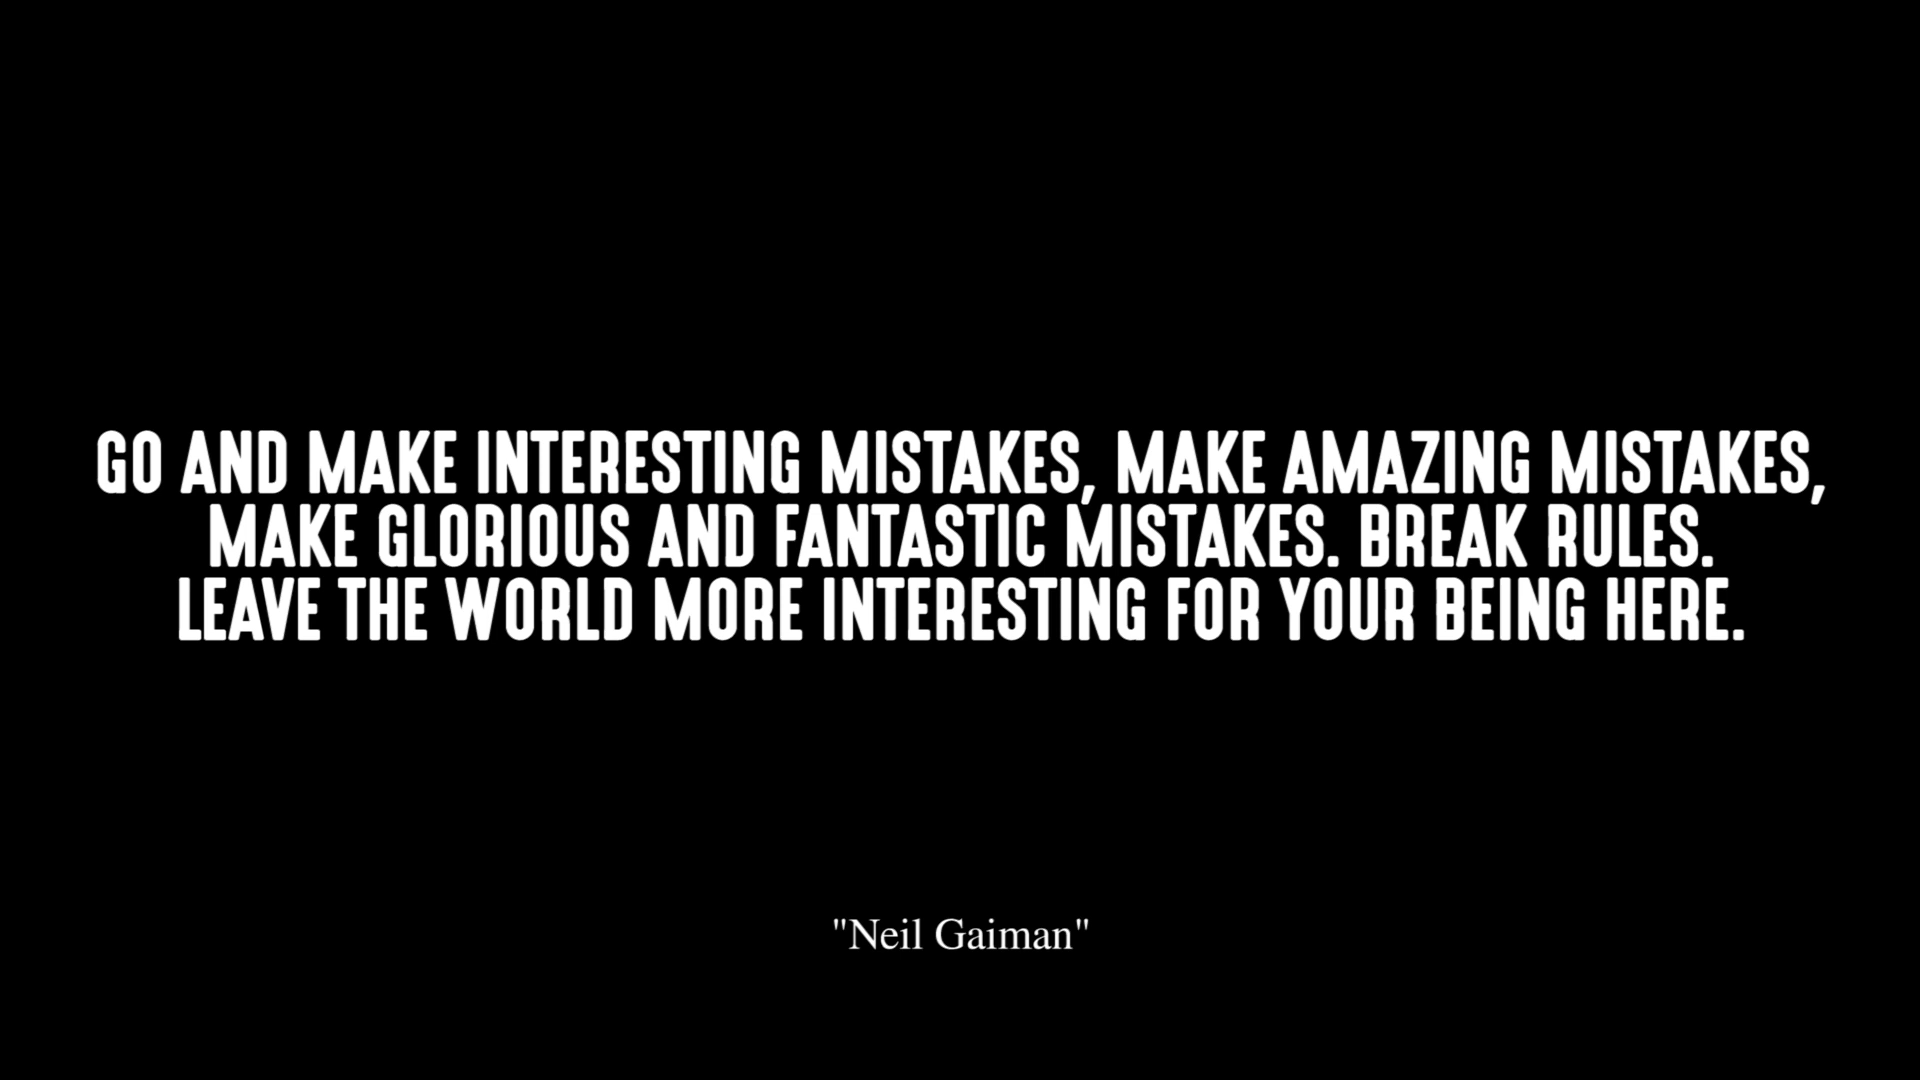 GO AND MAKE INTERESTING MISTAKES, MAKE AMAZING MISTAKES,
MAKE GLORIOUS AND FANTASTIC MISTAKES. BREAK RULES.
LEAVE THE WORLD MORE INTERESTING FOR YOUR BEING HERE.
"Neil Gaiman"